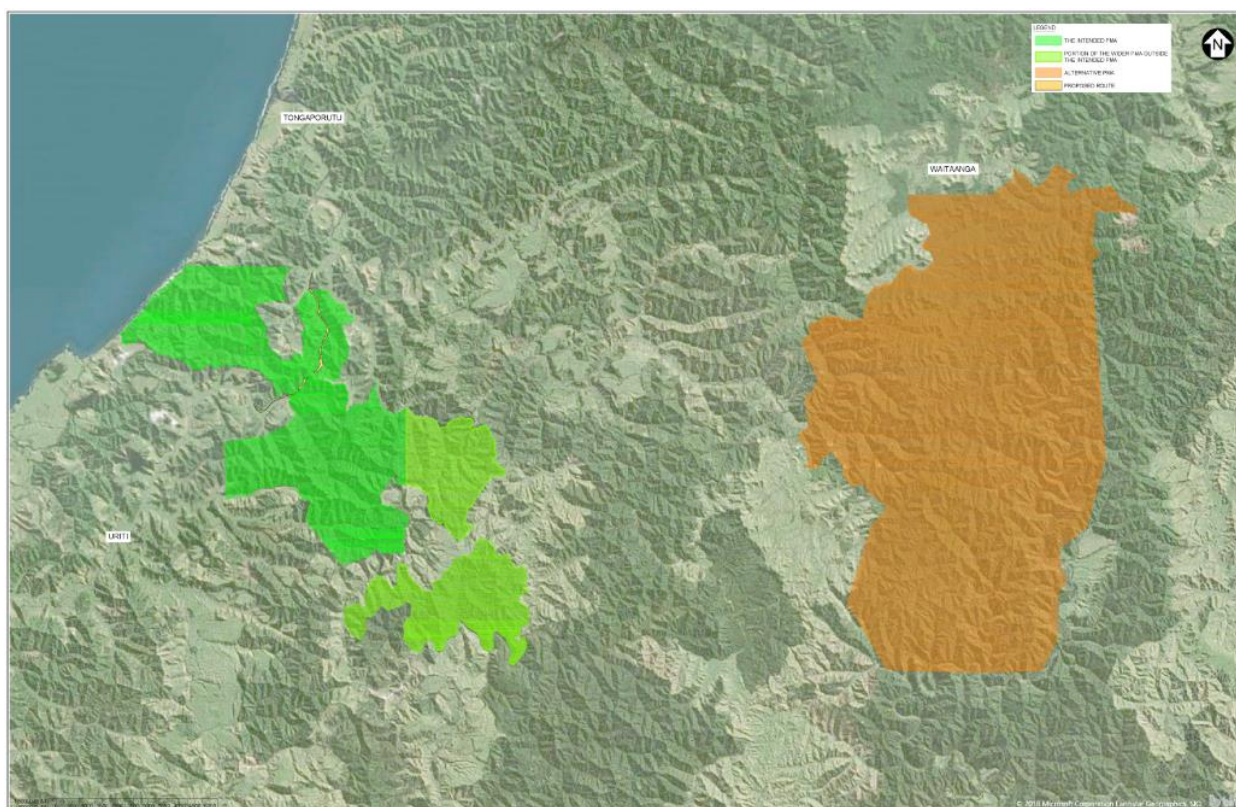 LEGEND
THE INTENDED PMA
PORTION OF THE WIDER PMA OUTSIDE
THE INTENDED PMA
ALTERNATIVE PMA
PROPOSED ROUTE
N
TONGAPORUTU
WAITAANGA
URITI
© 2018 Microsoft Corporation Earthstar Geographics SIO